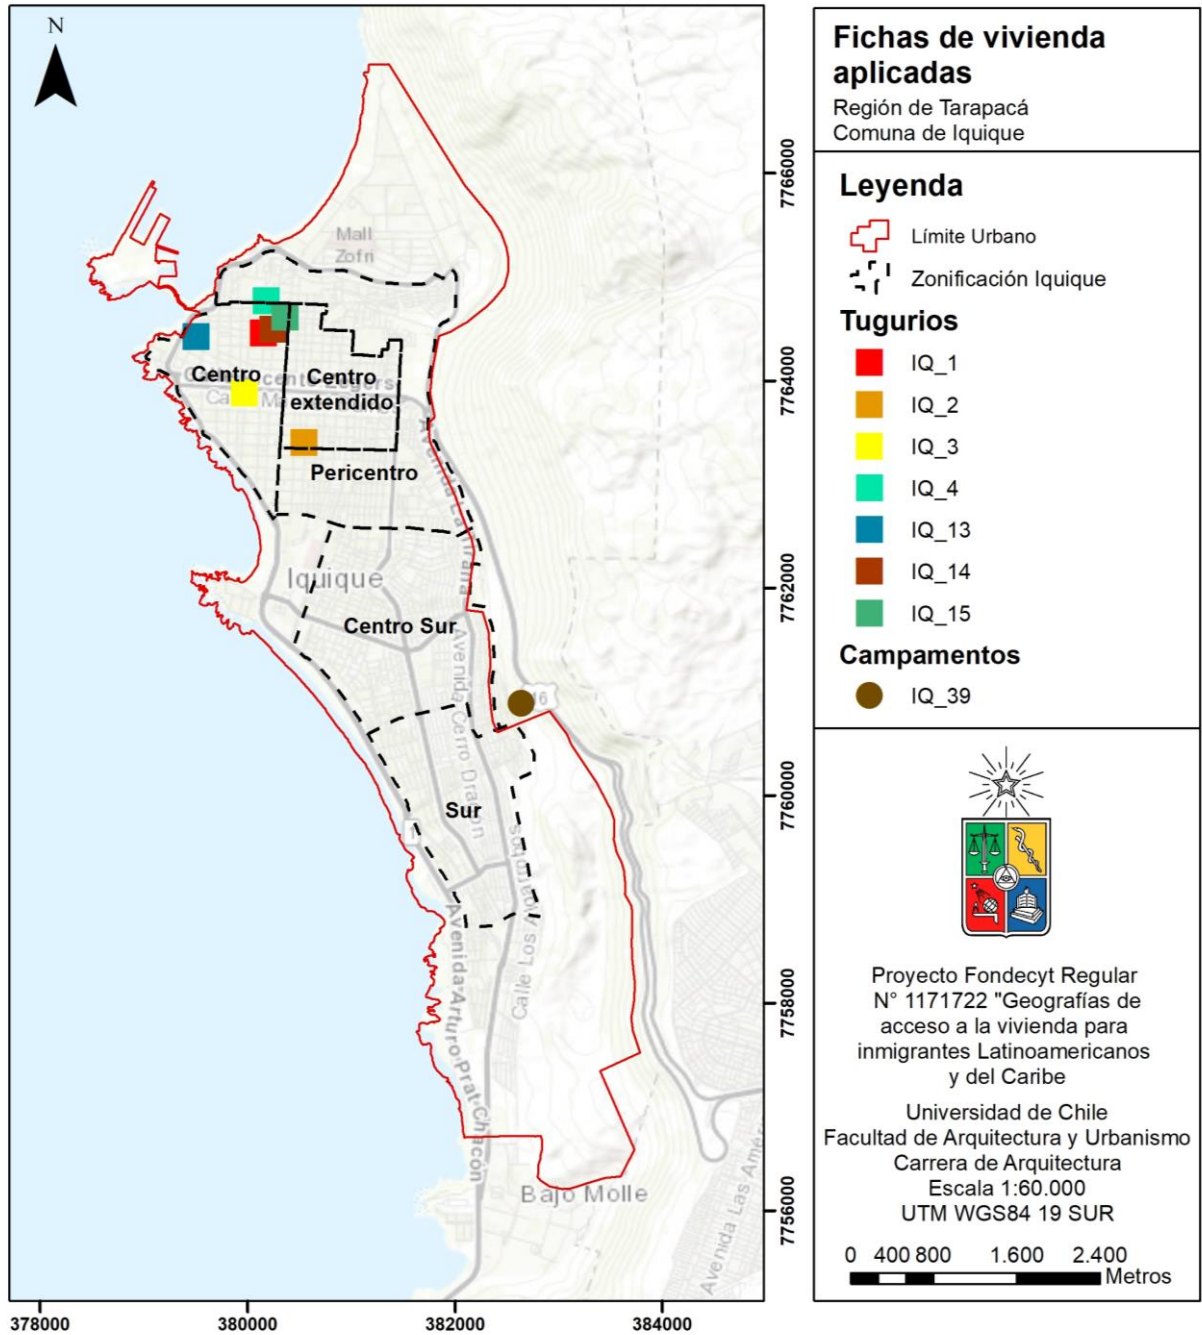 N
Mall
Zofri
Centro
Centro
extendido
Pericentro
Iquique
Avenida La Tirana
Centro Sur
Avenida Cerro Dragón
16
Sur
1
Calle Los Algarrobos
Avenida Arturo Prat Chacón
Bajo Molle
Avenida Las Amér
7766000
7764000
7762000
7760000
7758000
7756000
378000
380000
382000
384000
Fichas de vivienda
aplicadas
Región de Tarapacá
Comuna de Iquique
Leyenda
Límite Urbano
Zonificación Iquique
Tugurios
IQ_1
IQ_2
IQ_3
IQ_4
IQ_13
IQ_14
IQ_15
Campamentos
IQ_39
Proyecto Fondecyt Regular
N° 1171722 "Geografías de
acceso a la vivienda para
inmigrantes Latinoamericanos
y del Caribe
Universidad de Chile
Facultad de Arquitectura y Urbanismo
Carrera de Arquitectura
Escala 1:60.000
UTM WGS84 19 SUR
0 400 800 1.600 2.400
Metros